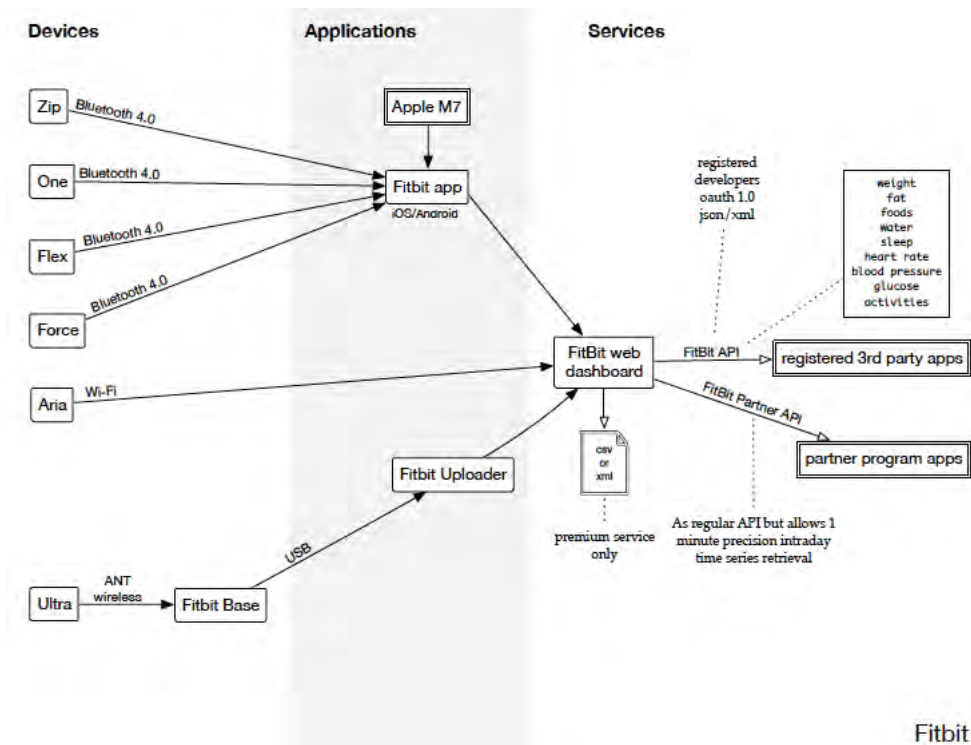 Devices
Applications
Services
Zip
Bluetooth 4.0
Apple M7
One
Bluetooth 4.0
Fitbit app
iOS/Android
registered
developers
oauth 1.0
json/xml
weight
fat
foods
water
sleep
heart rate
blood pressure
glucose
activities
Flex
Bluetooth 4.0
Force
Bluetooth 4.0
FitBit web
dashboard
FitBit API
registered 3rd party apps
Aria
Wi-Fi
FitBit Partner API
partner program apps
csv
or
xml
Fitbit Uploader
premium service
only
As regular API but allows 1
minute precision intraday
time series retrieval
USB
Ultra
ANT
wireless
Fitbit Base
Fitbit